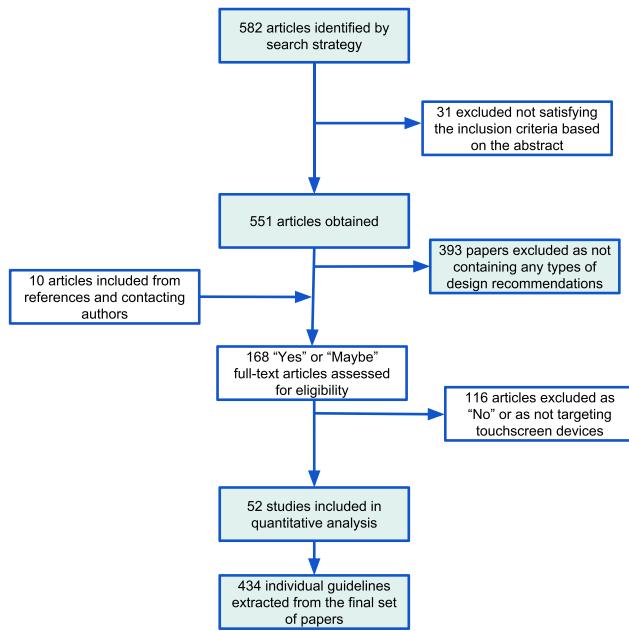 582 articles identified by
search strategy
31 excluded not satisfying
the inclusion criteria based
on the abstract
551 articles obtained
393 papers excluded as not
containing any types of
design recommendations
10 articles included from
references and contacting
authors
168 “Yes” or “Maybe”
full-text articles assessed
for eligibility
116 articles excluded as
“No” or as not targeting
touchscreen devices
52 studies included in
quantitative analysis
434 individual guidelines
extracted from the final set
of papers